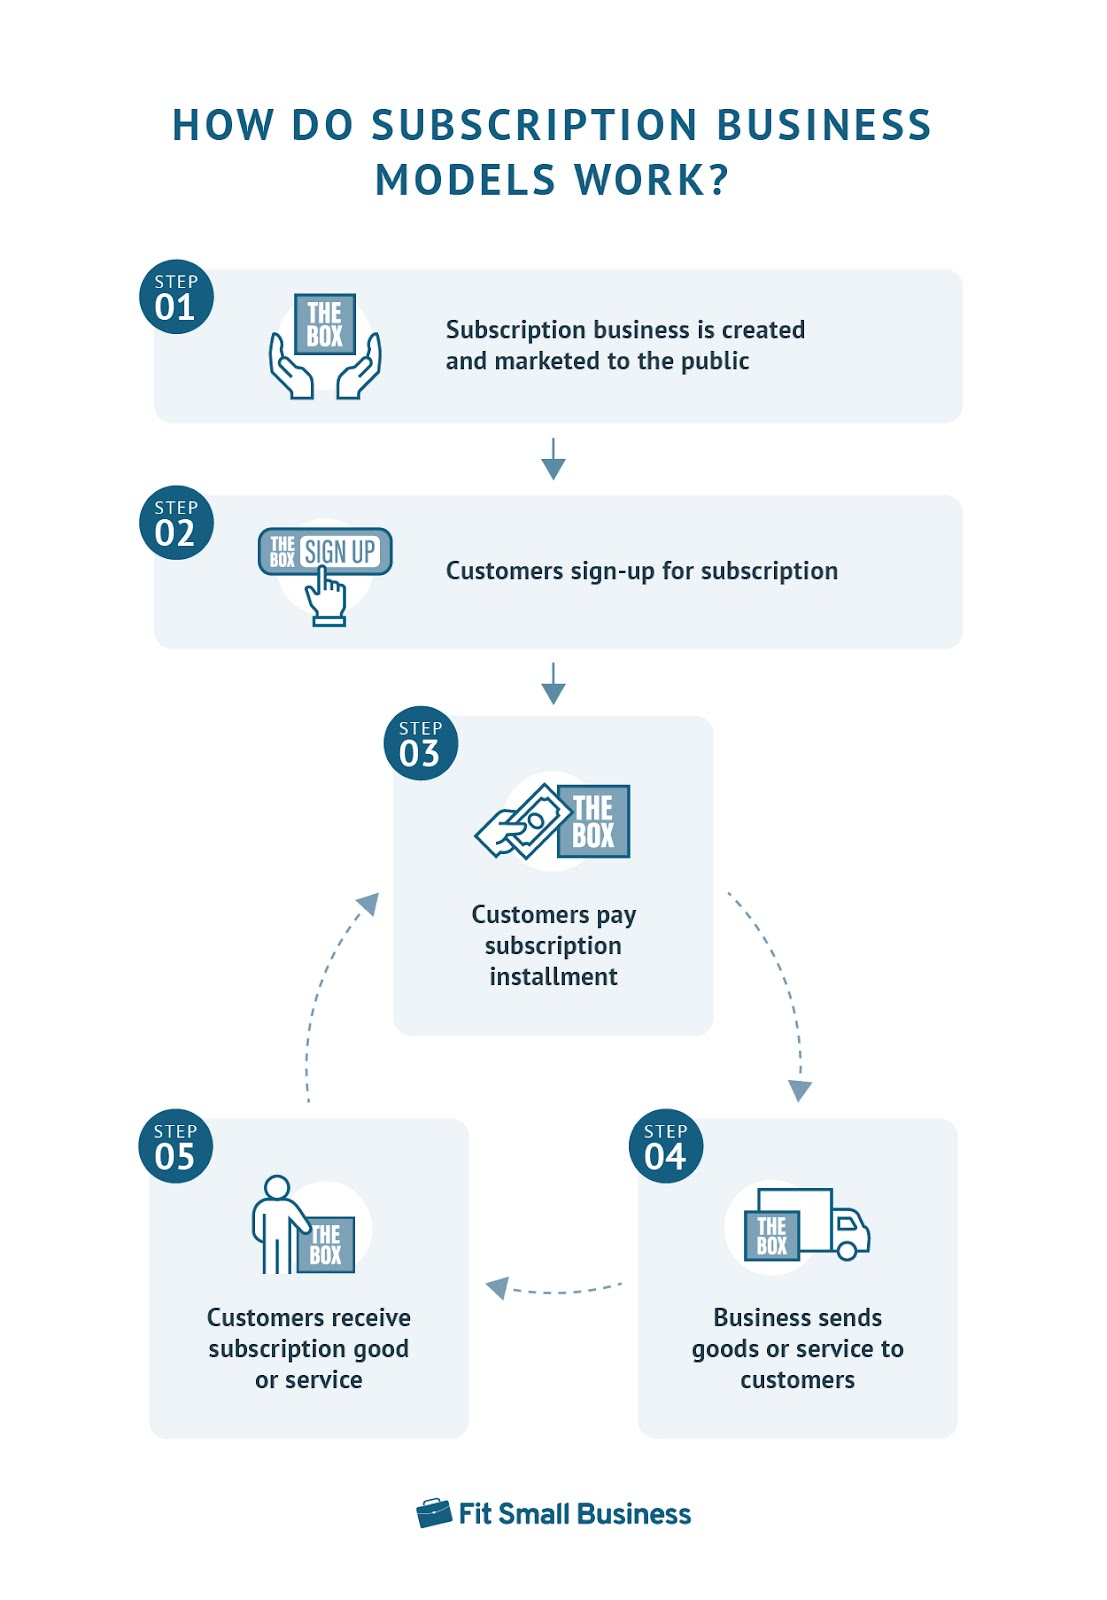 HOW DO SUBSCRIPTION BUSINESS
MODELS WORK?
STEP
01
THE
BOX
Subscription business is created
and marketed to the public
STEP
02
THE
BOX
SIGN UP
Customers sign-up for subscription
STEP
03
THE
BOX
Customers pay
subscription
installment
STEP
05
THE
BOX
Customers receive
subscription good
or service
STEP
04
THE
BOX
Business sends
goods or service to
customers
Fit Small Business